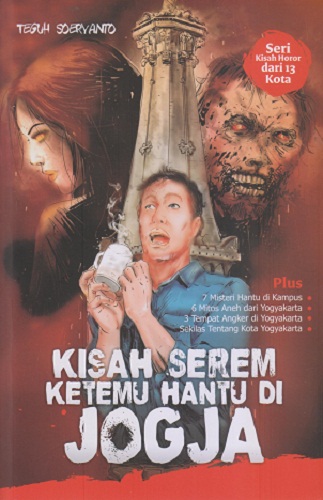 TEGUH SOERYANTO
Seri
Kisah Horor
dari 13
Kota
Plus
7 Misteri Hantu di Kampus
6 Mitos Aneh dari Yogyakarta
3 Tempat Angker di Yogyakarta
Sekilas Tentang Kota Yogyakarta
KISAH SEREM
KETEMU HANTU DI
JOGJA